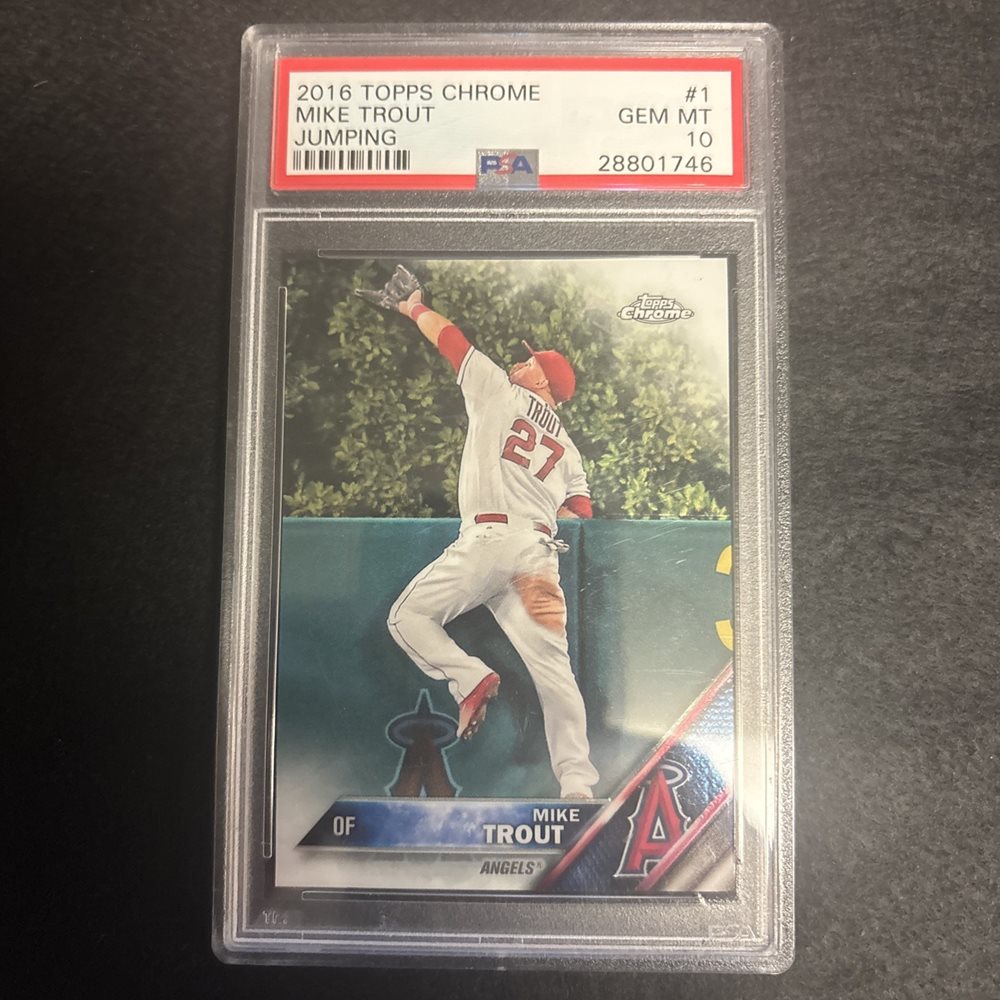 2016 TOPPS CHROME #1
MIKE TROUT GEM MT
JUMPING 10
PSA 28801746
Topps
Chrome
TROUT
27
A
OF
MIKE
TROUT
ANGELS
A